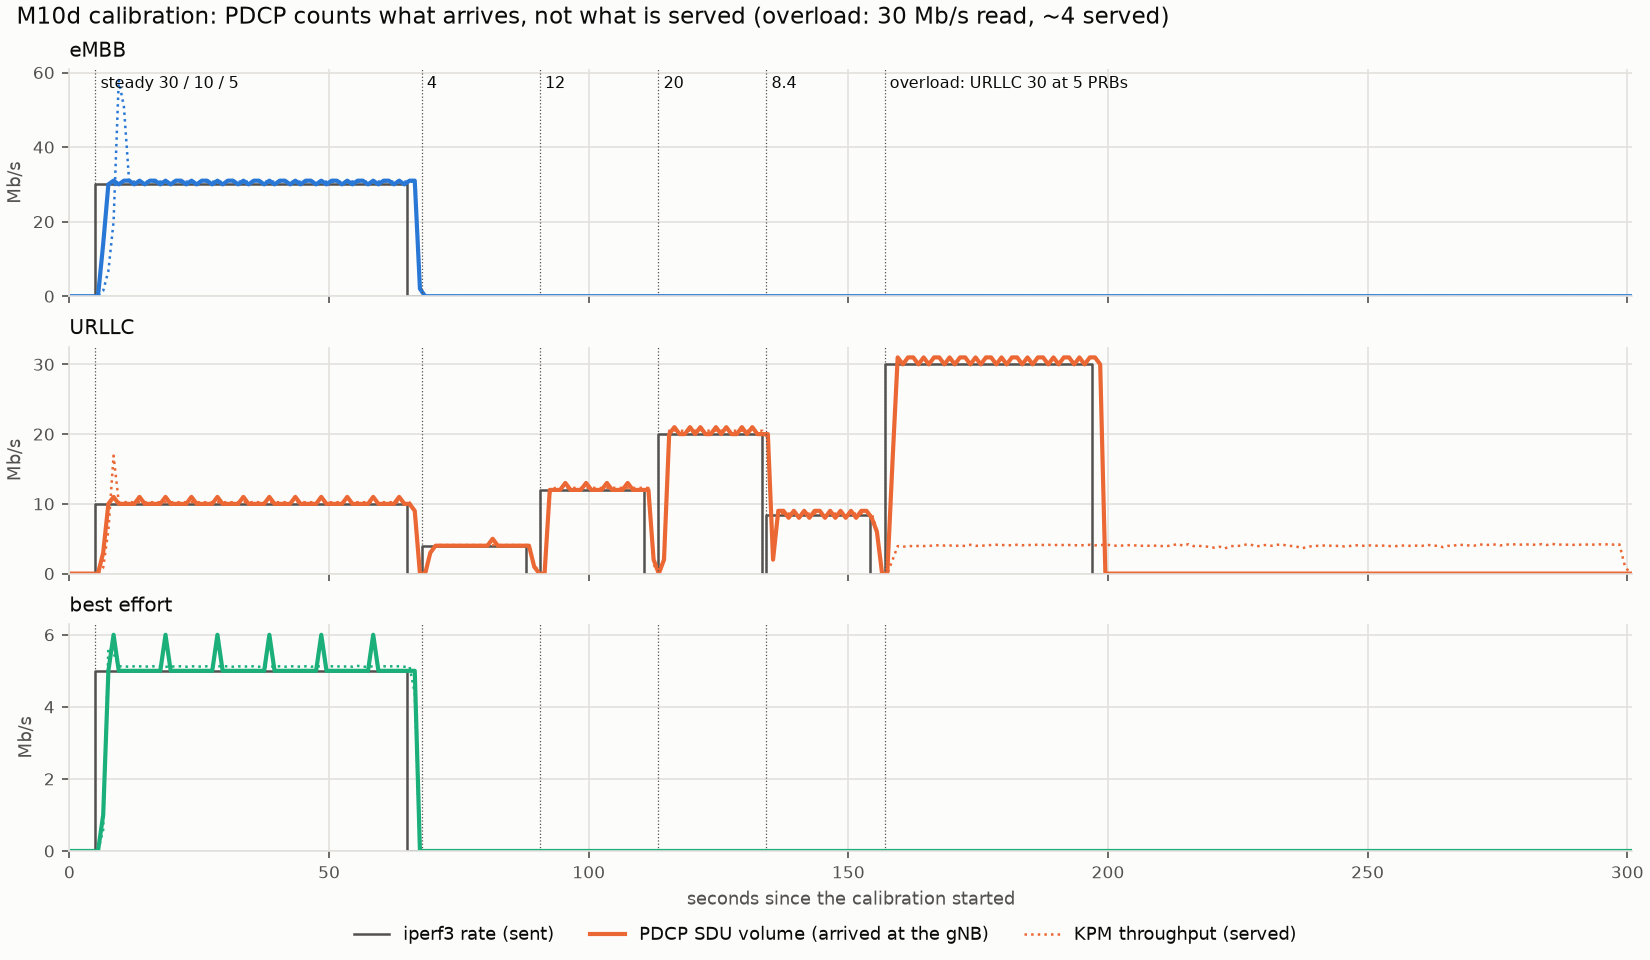 M10d calibration: PDCP counts what arrives, not what is served (overload: 30 Mb/s read, ~4 served)
eMBB
steady 30 / 10 / 5
4
12
20
8.4
overload: URLLC 30 at 5 PRBs
60
40
20
0
Mb/s
URLLC
30
20
10
0
Mb/s
best effort
6
4
2
0
Mb/s
0
50
100
150
200
250
300
seconds since the calibration started
iperf3 rate (sent)
PDCP SDU volume (arrived at the gNB)
KPM throughput (served)